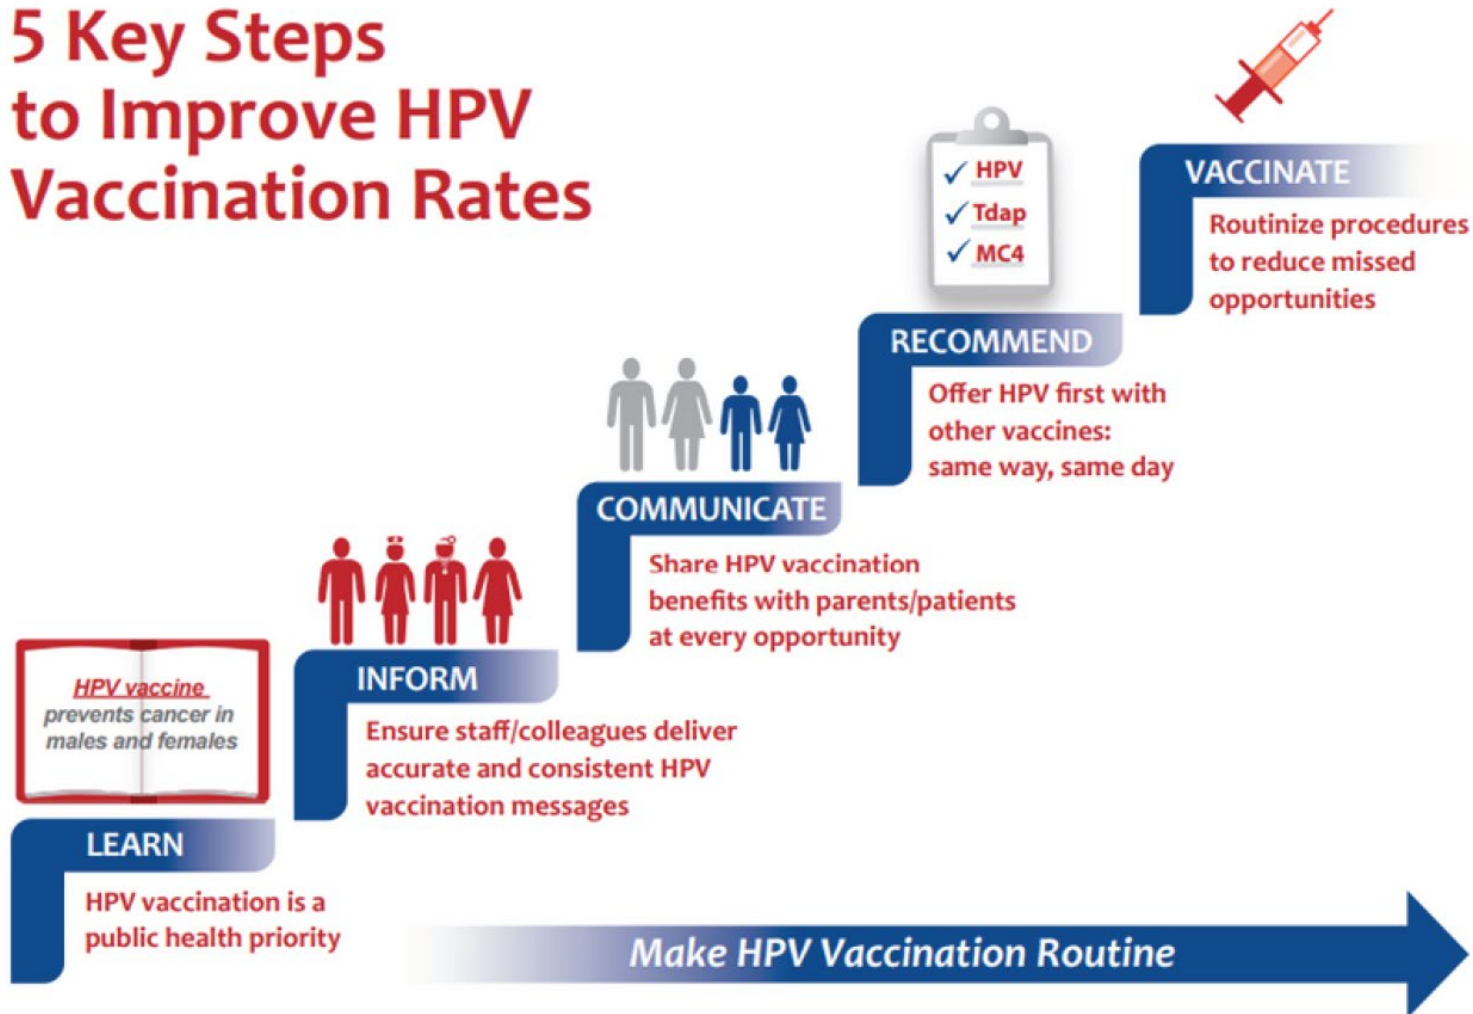 5 Key Steps
to Improve HPV
Vaccination Rates
HPV vaccine
prevents cancer in
males and females
LEARN
HPV vaccination is a
public health priority
INFORM
Ensure staff/colleagues deliver
accurate and consistent HPV
vaccination messages
COMMUNICATE
Share HPV vaccination
benefits with parents/patients
at every opportunity
HPV
Tdap
MC4
RECOMMEND
Offer HPV first with
other vaccines:
same way, same day
VACCINATE
Routinize procedures
to reduce missed
opportunities
Make HPV Vaccination Routine